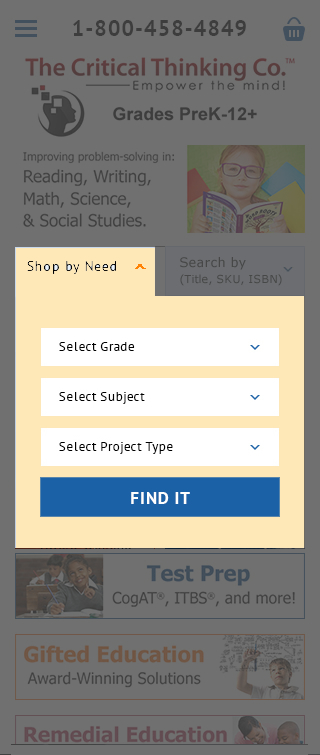 1-800-458-4849
The Critical Thinking Co.™
Empower the mind!
Grades PreK-12+
Improving problem-solving in:
Reading, Writing,
Math, Science,
& Social Studies.
Shop by Need
Search by
(Title, SKU, ISBN)
Select Grade
Select Subject
Select Project Type
FIND IT
Test Prep
CogAT®, ITBS®, and more!
Gifted Education
Award-Winning Solutions
Remedial Education